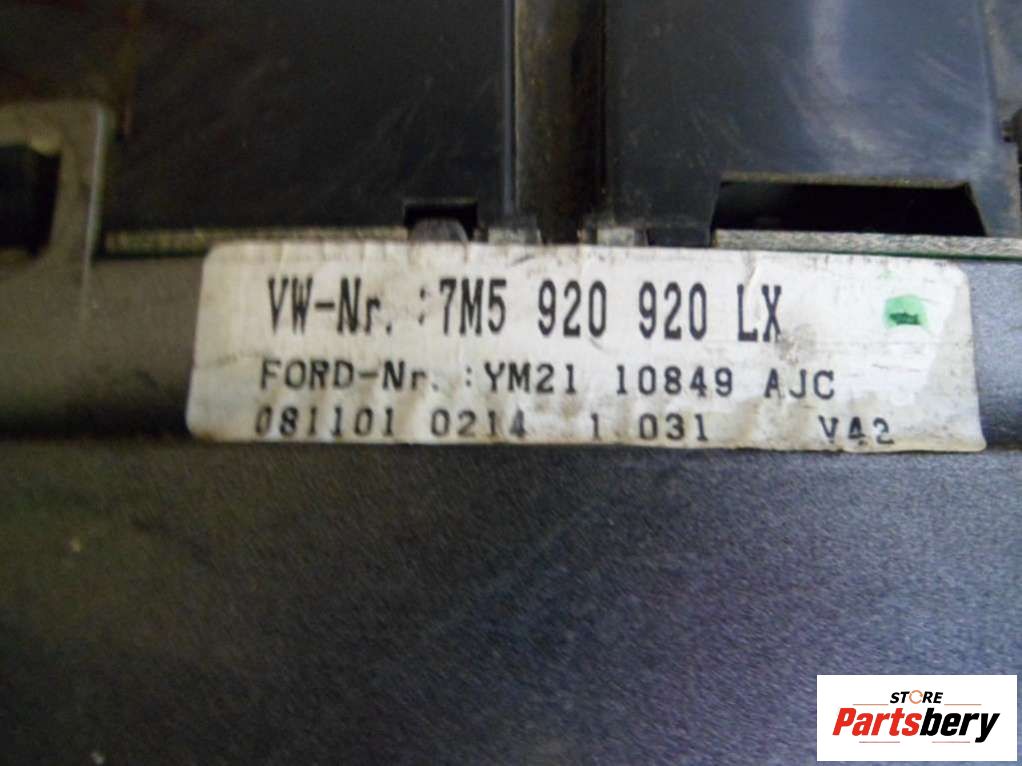 VW-Nr. :7M5 920 920 LX
FORD-Nr. :YM21 10849 AJC
081101 0214 1 031 V42
STORE
Partsbery